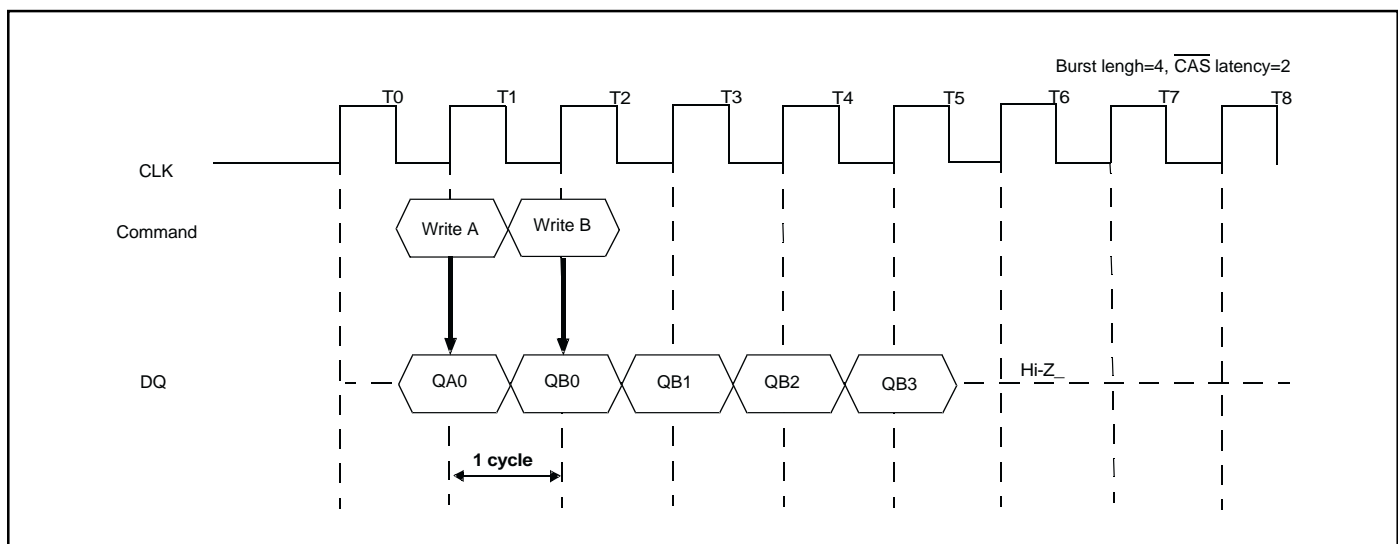 Burst lengh=4, CAS latency=2
T0 T1 T2 T3 T4 T5 T6 T7 T8
CLK
Command
Write A Write B
DQ
QA0 QB0 QB1 QB2 QB3 Hi-Z_
1 cycle